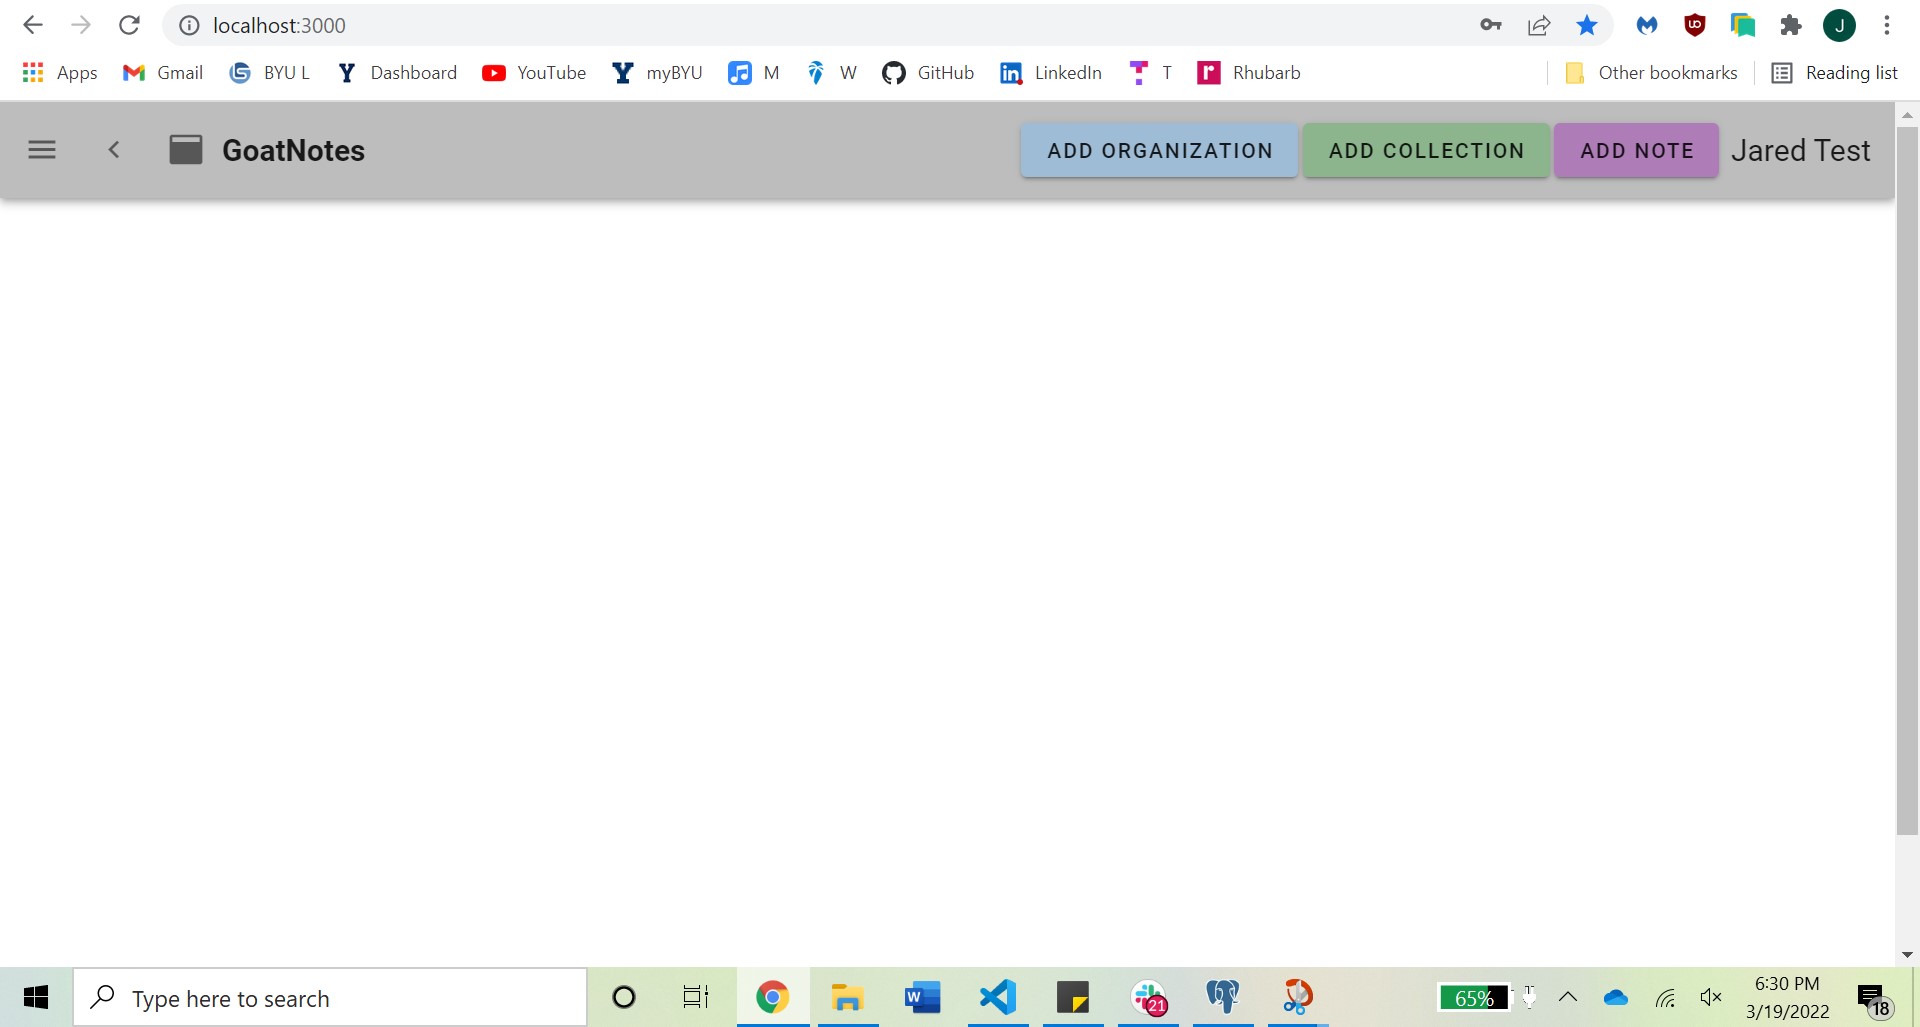 localhost:3000
J
Apps Gmail BYU L Dashboard YouTube myBYU M W GitHub LinkedIn T Rhubarb Other bookmarks Reading list
GoatNotes ADD ORGANIZATION ADD COLLECTION ADD NOTE Jared Test
Type here to search
21
65%
6:30 PM
3/19/2022
18